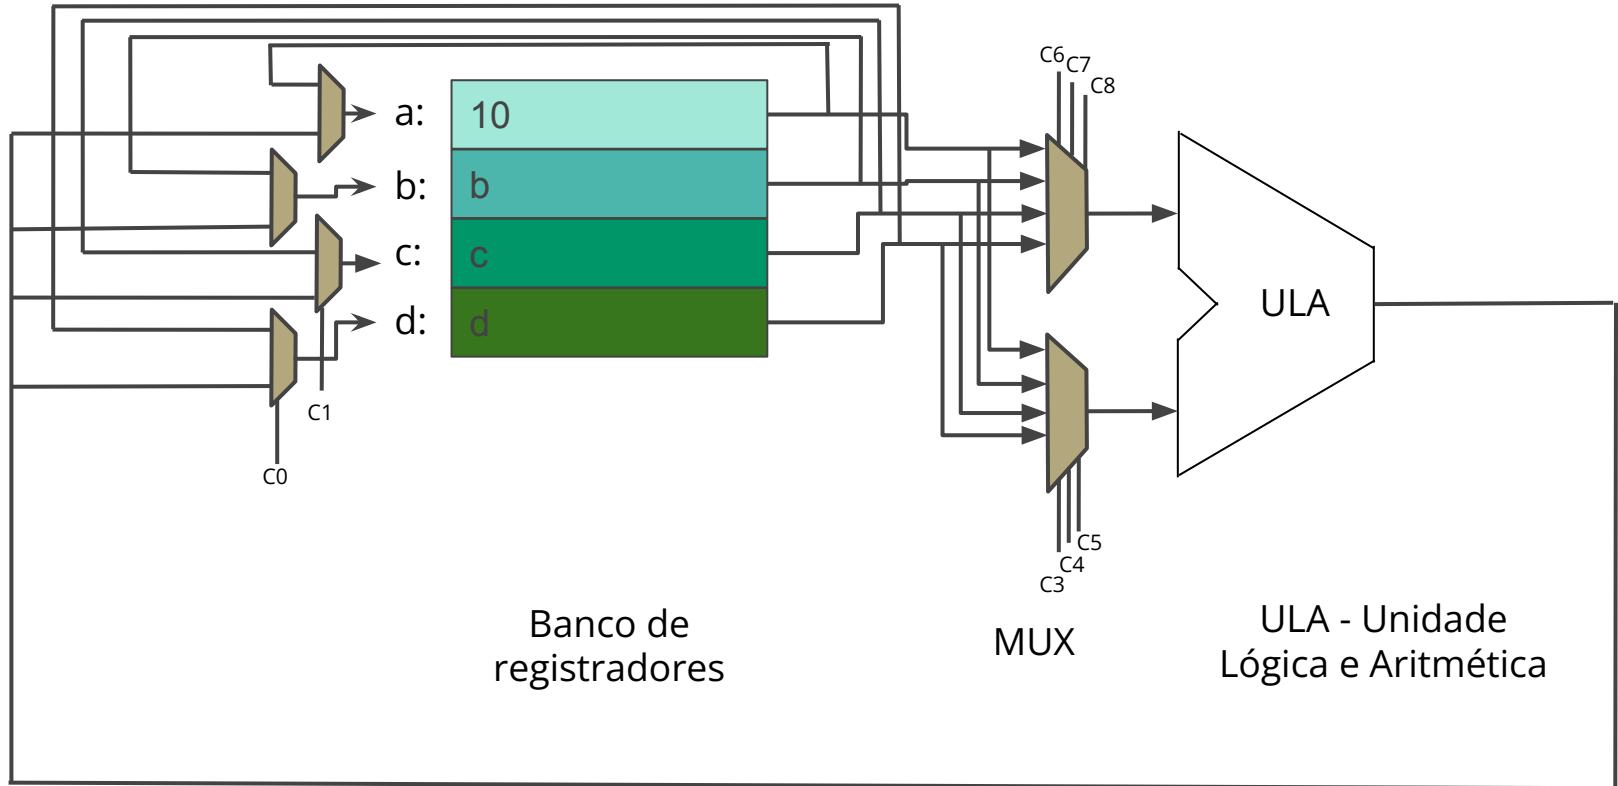 C6
C7
C8
a:
10
b:
b
c:
c
d:
d
ULA
C1
C0
C5
C4
C3
Banco de
registradores
MUX
ULA - Unidade
Lógica e Aritmética